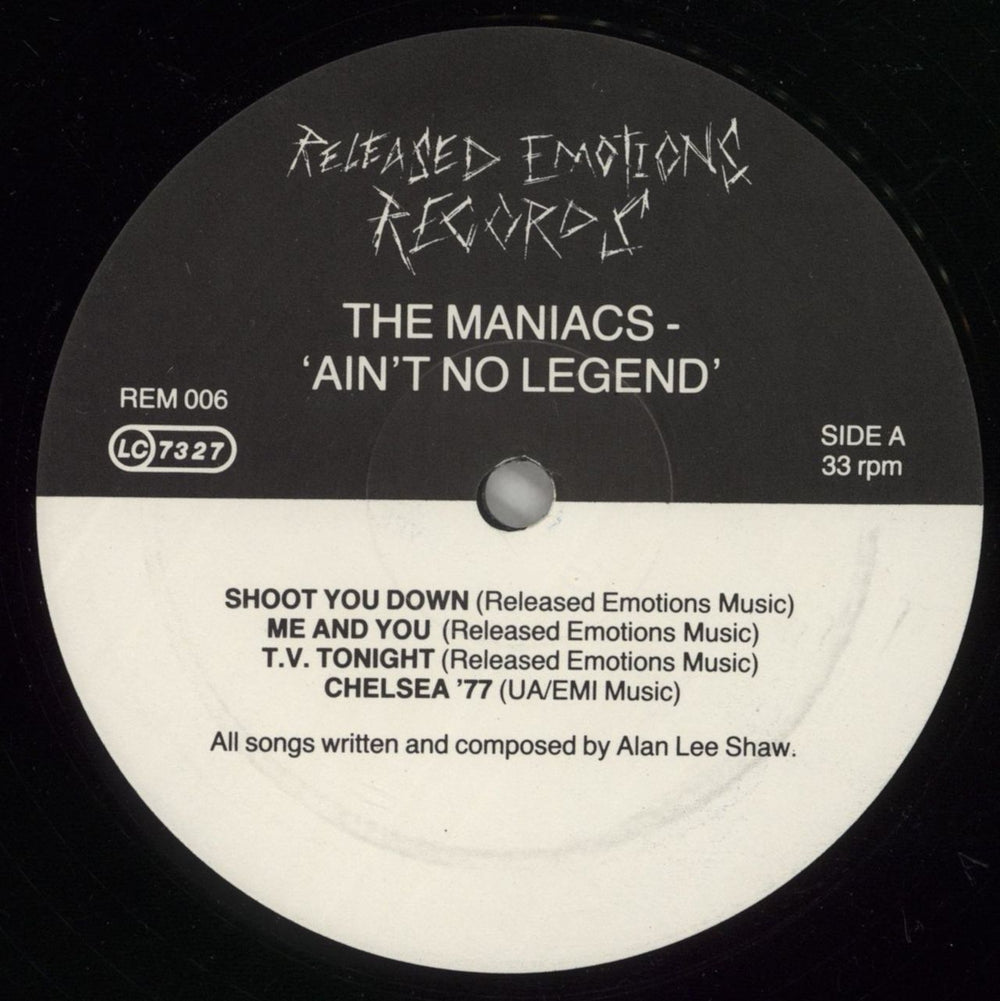 RELEASED EMOTIONS
RECORDS
THE MANIACS -
‘AIN’T NO LEGEND’
REM 006
LC 7327
SIDE A
33 rpm
SHOOT YOU DOWN (Released Emotions Music)
ME AND YOU (Released Emotions Music)
T.V. TONIGHT (Released Emotions Music)
CHELSEA ’77 (UA/EMI Music)
All songs written and composed by Alan Lee Shaw.